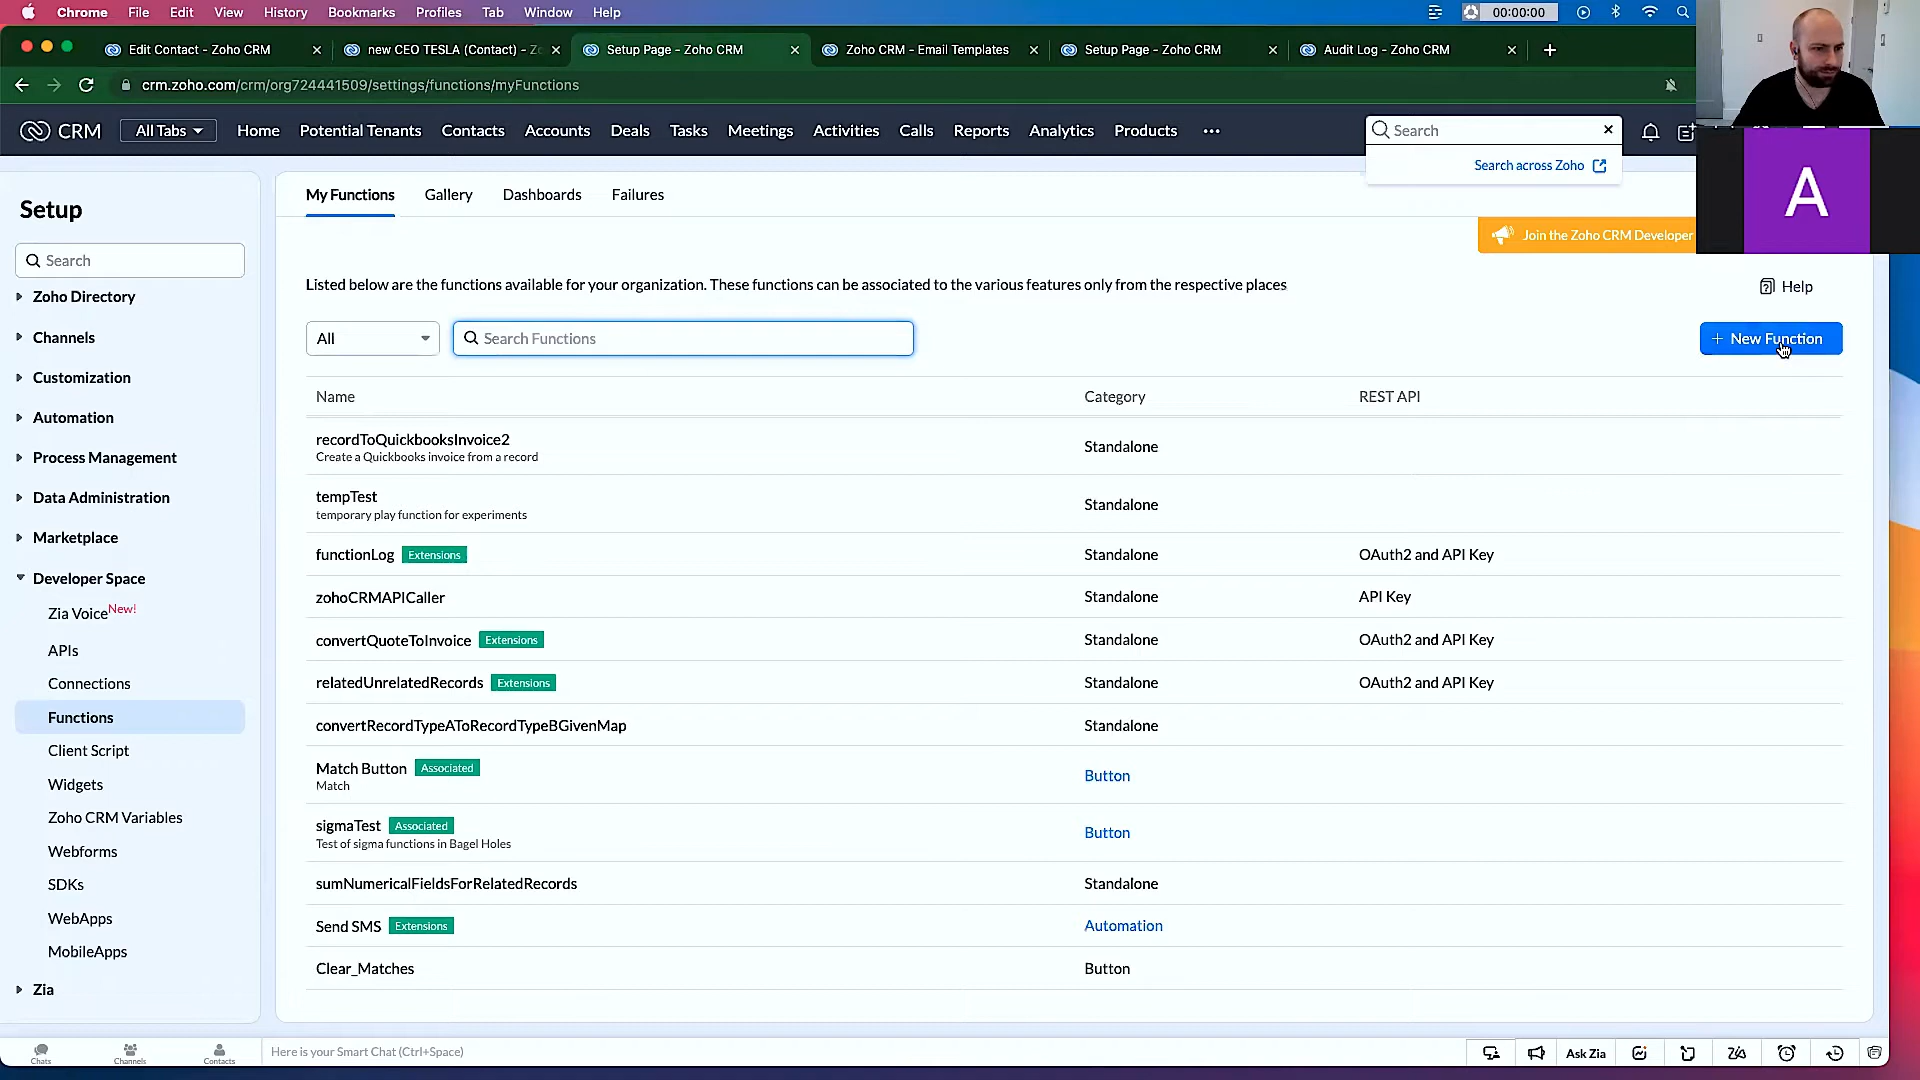 Chrome File Edit View History Bookmarks Profiles Tab Window Help 00:00:00
Edit Contact - Zoho CRM
new CEO TESLA (Contact) - Zo
Setup Page - Zoho CRM
Zoho CRM - Email Templates
Setup Page - Zoho CRM
Audit Log - Zoho CRM
crm.zoho.com/crm/org724441509/settings/functions/myFunctions
CRM All Tabs Home Potential Tenants Contacts Accounts Deals Tasks Meetings Activities Calls Reports Analytics Products ••• Search
Search across Zoho
A
Setup
Search
Zoho Directory
Channels
Customization
Automation
Process Management
Data Administration
Marketplace
Developer Space
Zia Voice New!
APIs
Connections
Functions
Client Script
Widgets
Zoho CRM Variables
Webforms
SDKs
WebApps
MobileApps
Zia
My Functions Gallery Dashboards Failures
Join the Zoho CRM Developer
Listed below are the functions available for your organization. These functions can be associated to the various features only from the respective places
Help
All Search Functions + New Function
Name Category REST API
recordToQuickbooksInvoice2 Standalone
Create a Quickbooks invoice from a record
tempTest Standalone
temporary play function for experiments
functionLog Extensions Standalone OAuth2 and API Key
zohoCRMAPICaller Standalone API Key
convertQuoteToInvoice Extensions Standalone OAuth2 and API Key
relatedUnrelatedRecords Extensions Standalone OAuth2 and API Key
convertRecordTypeAToRecordTypeBGivenMap Standalone
Match Button Associated Button
Match
sigmaTest Associated Button
Test of sigma functions in Bagel Holes
sumNumericalFieldsForRelatedRecords Standalone
Send SMS Extensions Automation
Clear_Matches Button
Chats Channels Contacts
Here is your Smart Chat (Ctrl+Space)
Ask Zia